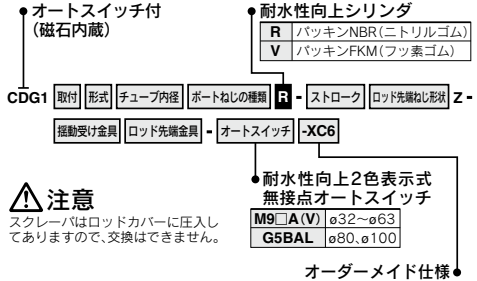 オートスイッチ付
(磁石内蔵)
耐水性向上シリンダ
R パッキンNBR(ニトリルゴム)
V パッキンFKM(フッ素ゴム)
CDG1 取付 形式 チューブ内径 ポートねじの種類 R - ストローク ロッド先端ねじ形状 Z -
揺動受け金具 ロッド先端金具 - オートスイッチ -XC6
耐水性向上2色表示式
無接点オートスイッチ
M9□A(V) ø32〜ø63
G5BAL ø80、ø100
注意
スクレーパはロッドカバーに圧入し
てありますので、交換はできません。
オーダーメイド仕様